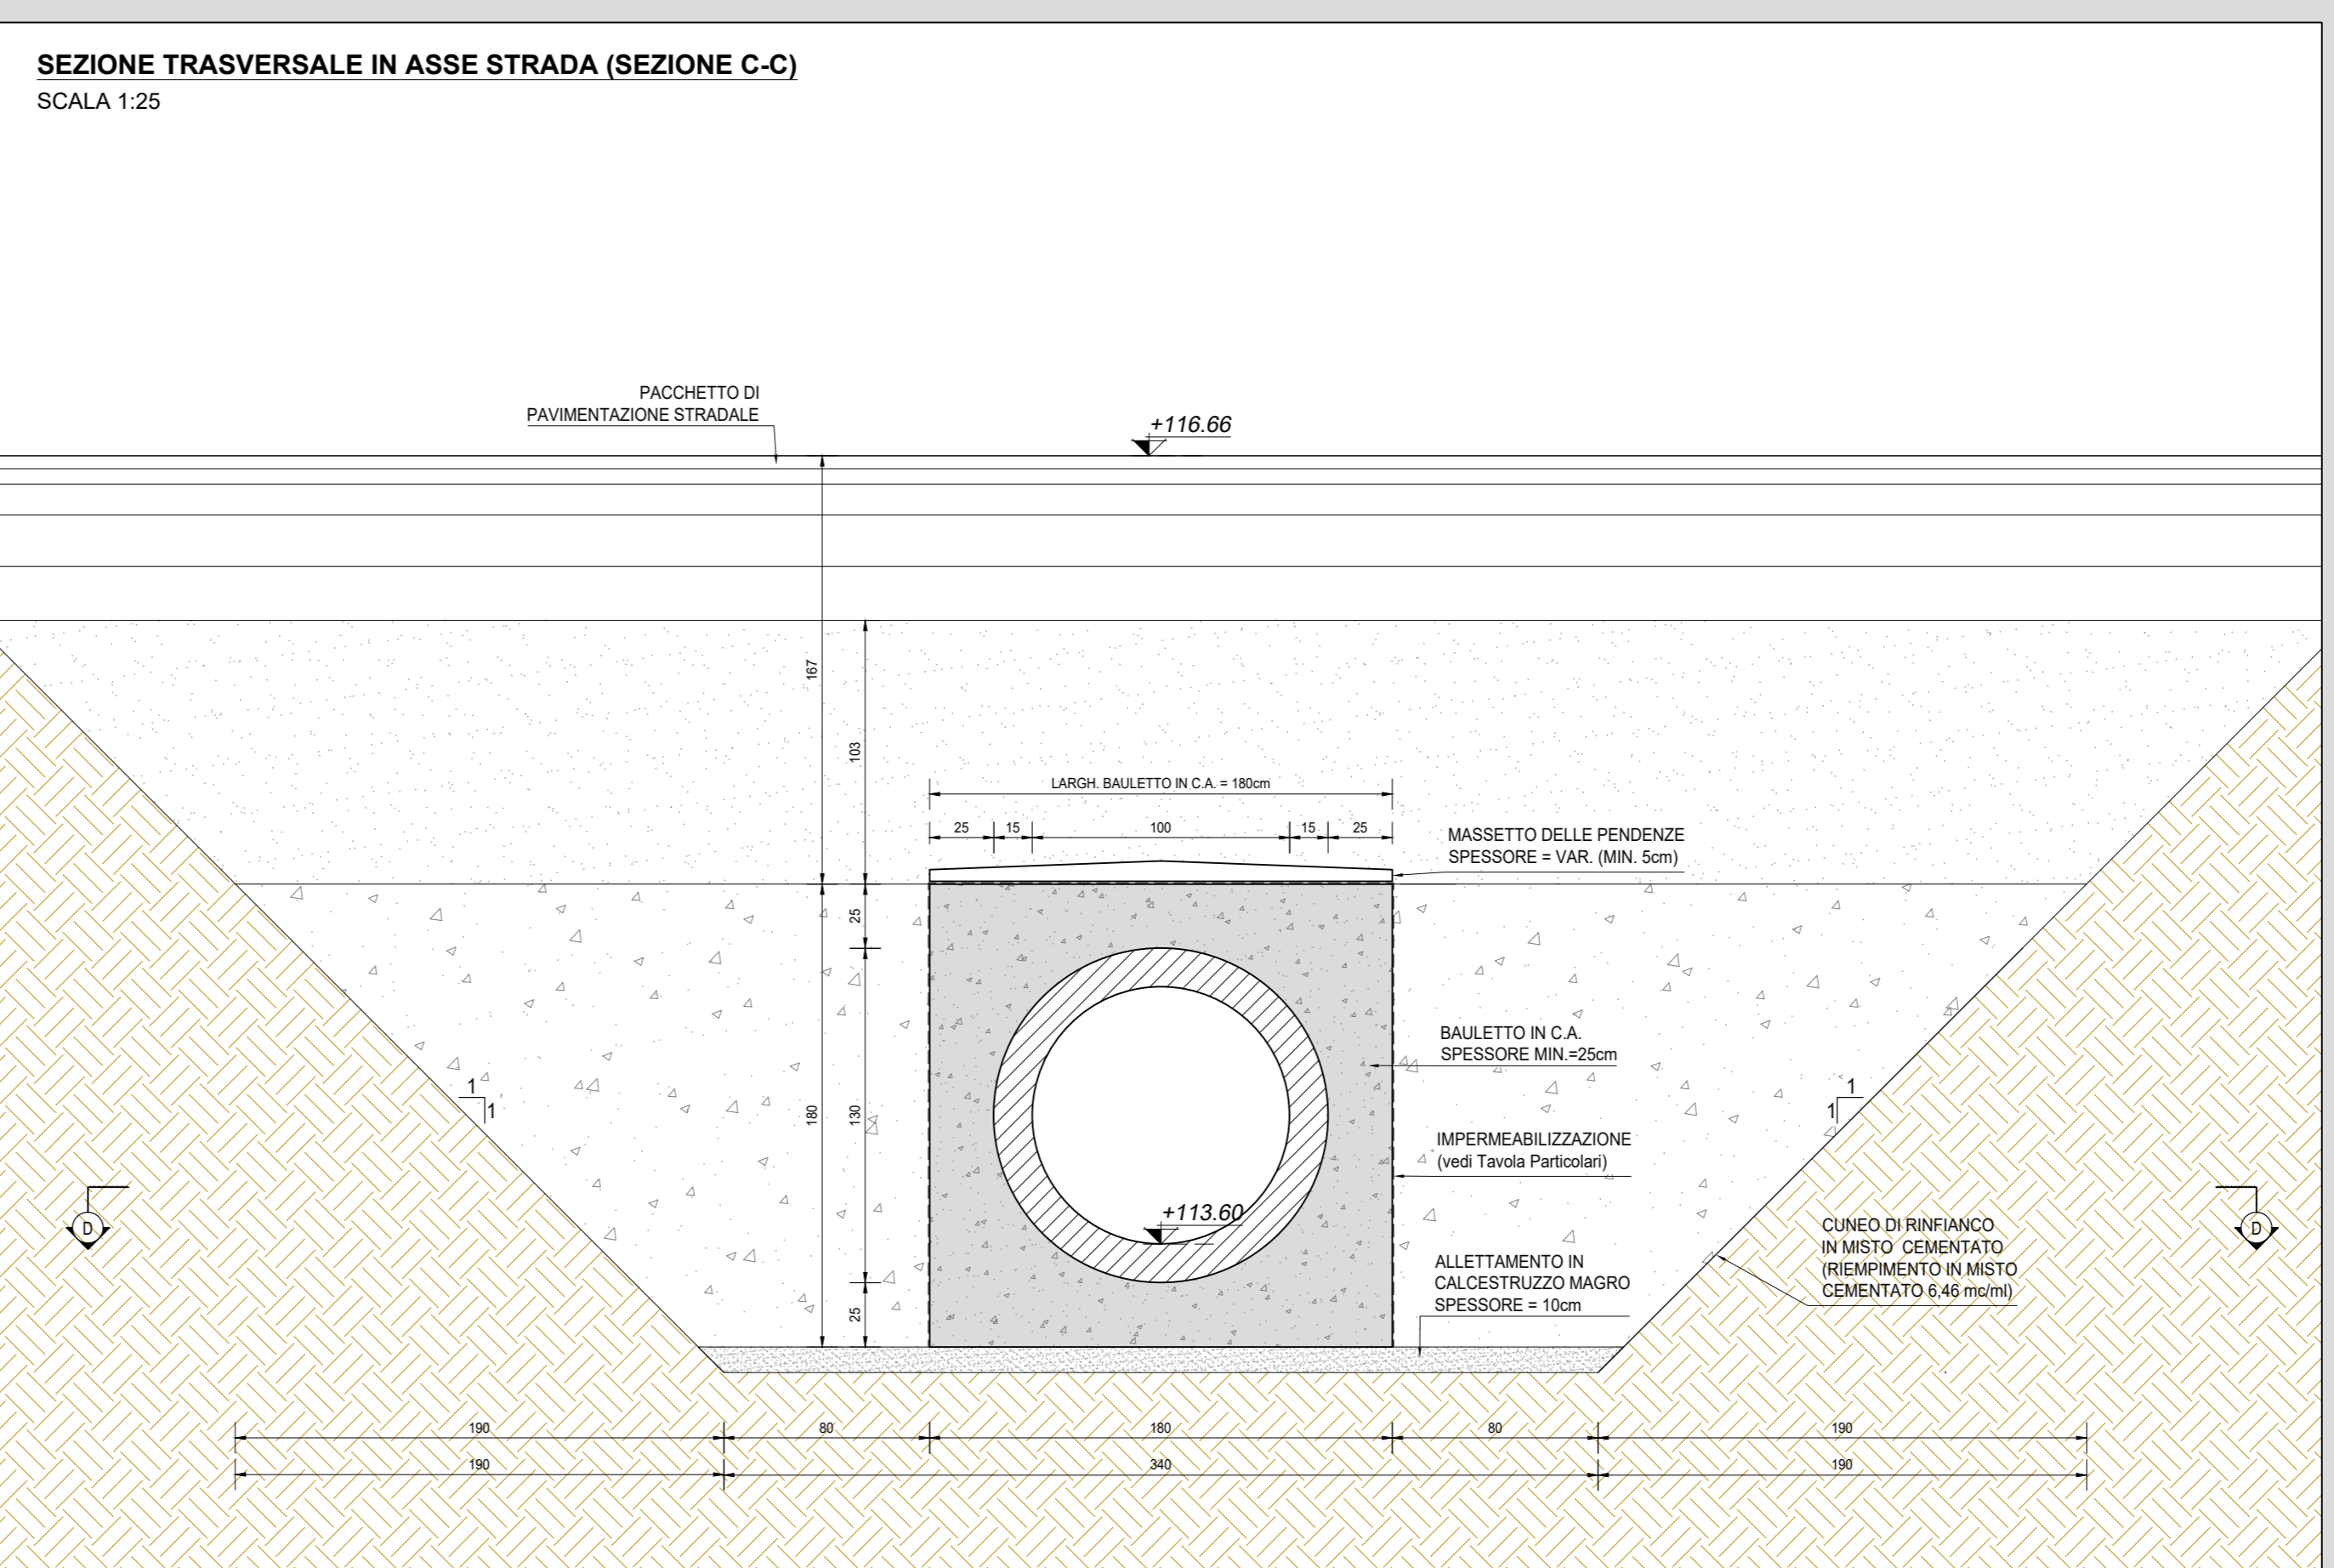 SEZIONE TRASVERSALE IN ASSE STRADA (SEZIONE C-C)
SCALA 1:25
PACCHETTO DI
PAVIMENTAZIONE STRADALE
+116.66
167
103
LARGH. BAULETTO IN C.A. = 180cm
25 15 100 15 25
MASSETTO DELLE PENDENZE
SPESSORE = VAR. (MIN. 5cm)
25
BAULETTO IN C.A.
SPESSORE MIN.=25cm
1
1
1
1
180
130
IMPERMEABILIZZAZIONE
(vedi Tavola Particolari)
+113.60
D
D
CUNEO DI RINFIANCO
IN MISTO CEMENTATO
(RIEMPIMENTO IN MISTO
CEMENTATO 6,46 mc/ml)
ALLETTAMENTO IN
CALCESTRUZZO MAGRO
SPESSORE = 10cm
25
190 80 180 80 190
190 340 190